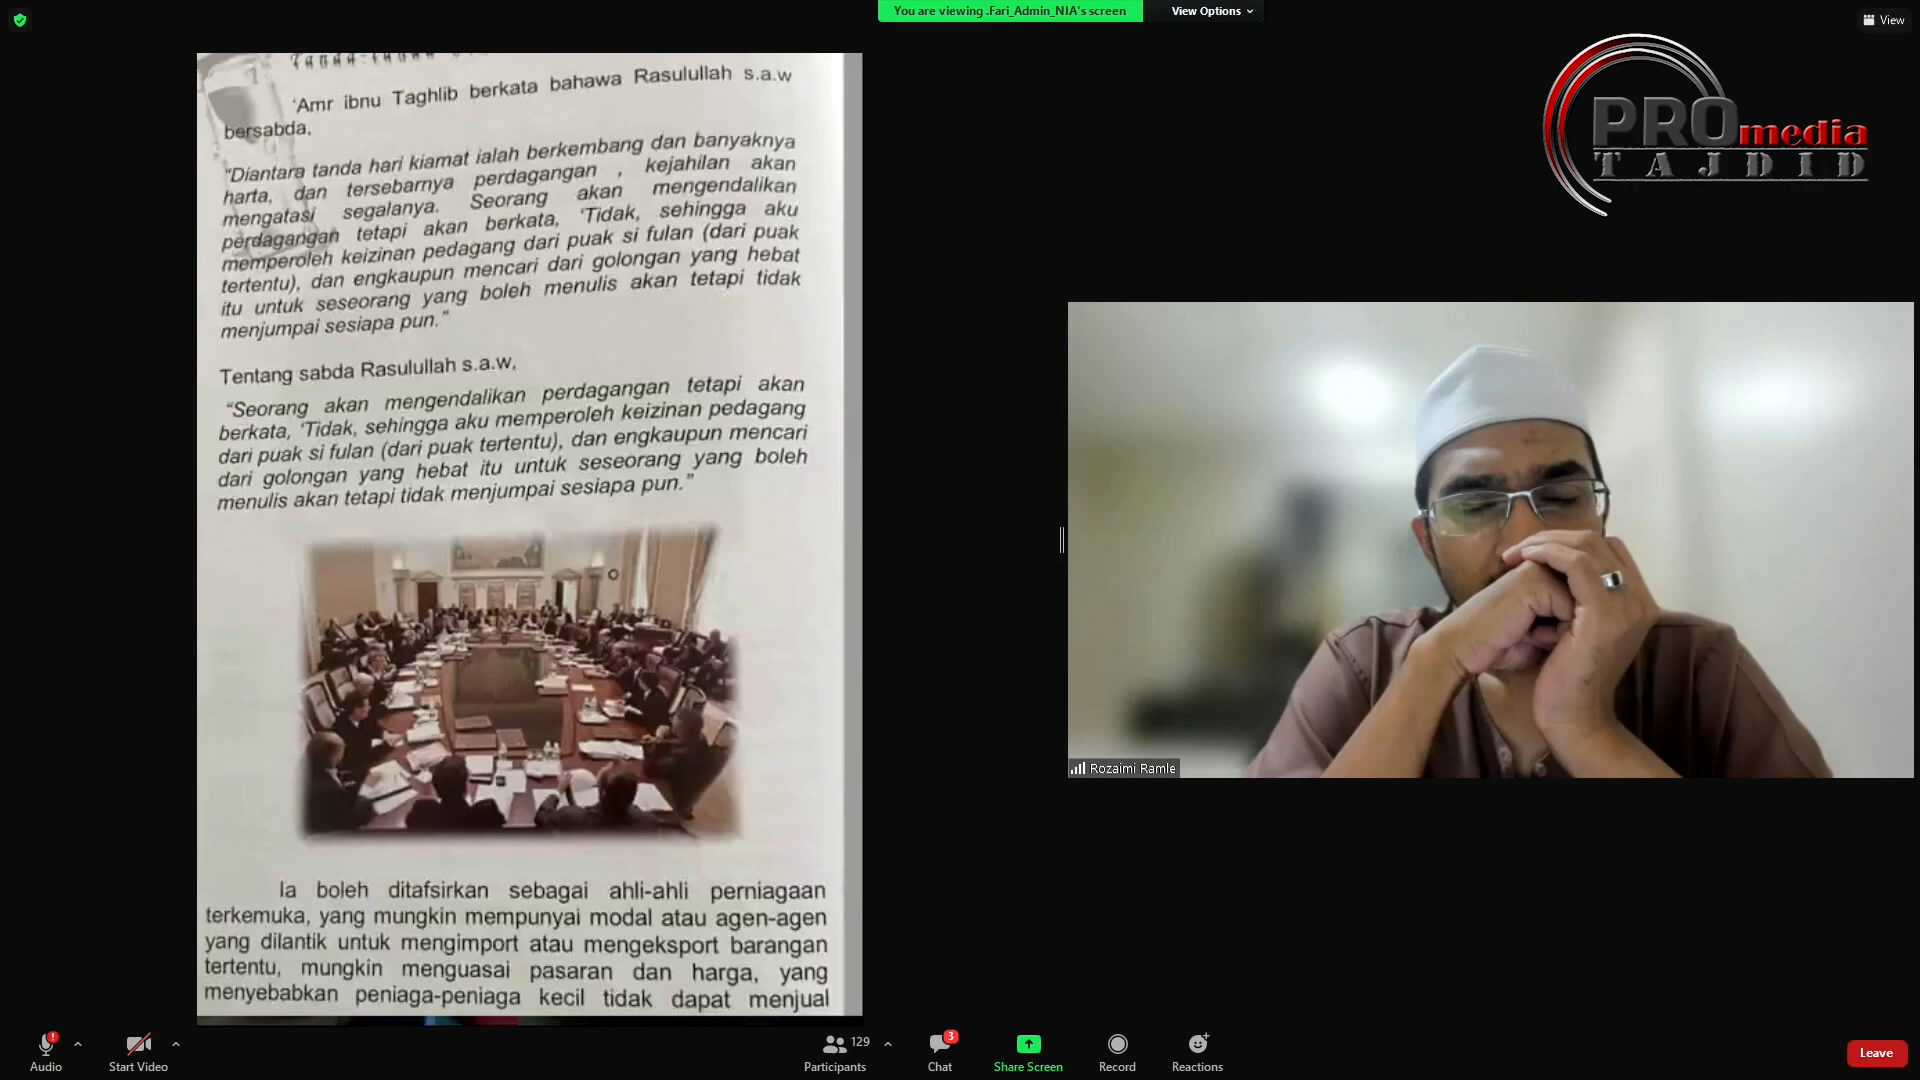 You are viewing .Fari_Admin_NIA's screen
View Options
View
PROmedia
TAJDID
'Amr ibnu Taghlib berkata bahawa Rasulullah s.a.w
bersabda,
"Diantara tanda hari kiamat ialah berkembang dan banyaknya
harta, dan tersebarnya perdagangan , kejahilan akan
mengatasi segalanya. Seorang akan mengendalikan
perdagangan tetapi akan berkata, 'Tidak, sehingga aku
memperoleh keizinan pedagang dari puak si fulan (dari puak
tertentu), dan engkaupun mencari dari golongan yang hebat
itu untuk seseorang yang boleh menulis akan tetapi tidak
menjumpai sesiapa pun."
Tentang sabda Rasulullah s.a.w,
"Seorang akan mengendalikan perdagangan tetapi akan
berkata, 'Tidak, sehingga aku memperoleh keizinan pedagang
dari puak si fulan (dari puak tertentu), dan engkaupun mencari
dari golongan yang hebat itu untuk seseorang yang boleh
menulis akan tetapi tidak menjumpai sesiapa pun."
Ia boleh ditafsirkan sebagai ahli-ahli perniagaan
terkemuka, yang mungkin mempunyai modal atau agen-agen
yang dilantik untuk mengimport atau mengeksport barangan
tertentu, mungkin menguasai pasaran dan harga, yang
menyebabkan peniaga-peniaga kecil tidak dapat menjual
Rozaimi Ramle
Audio
Start Video
Participants
129
Chat
3
Share Screen
Record
Reactions
Leave